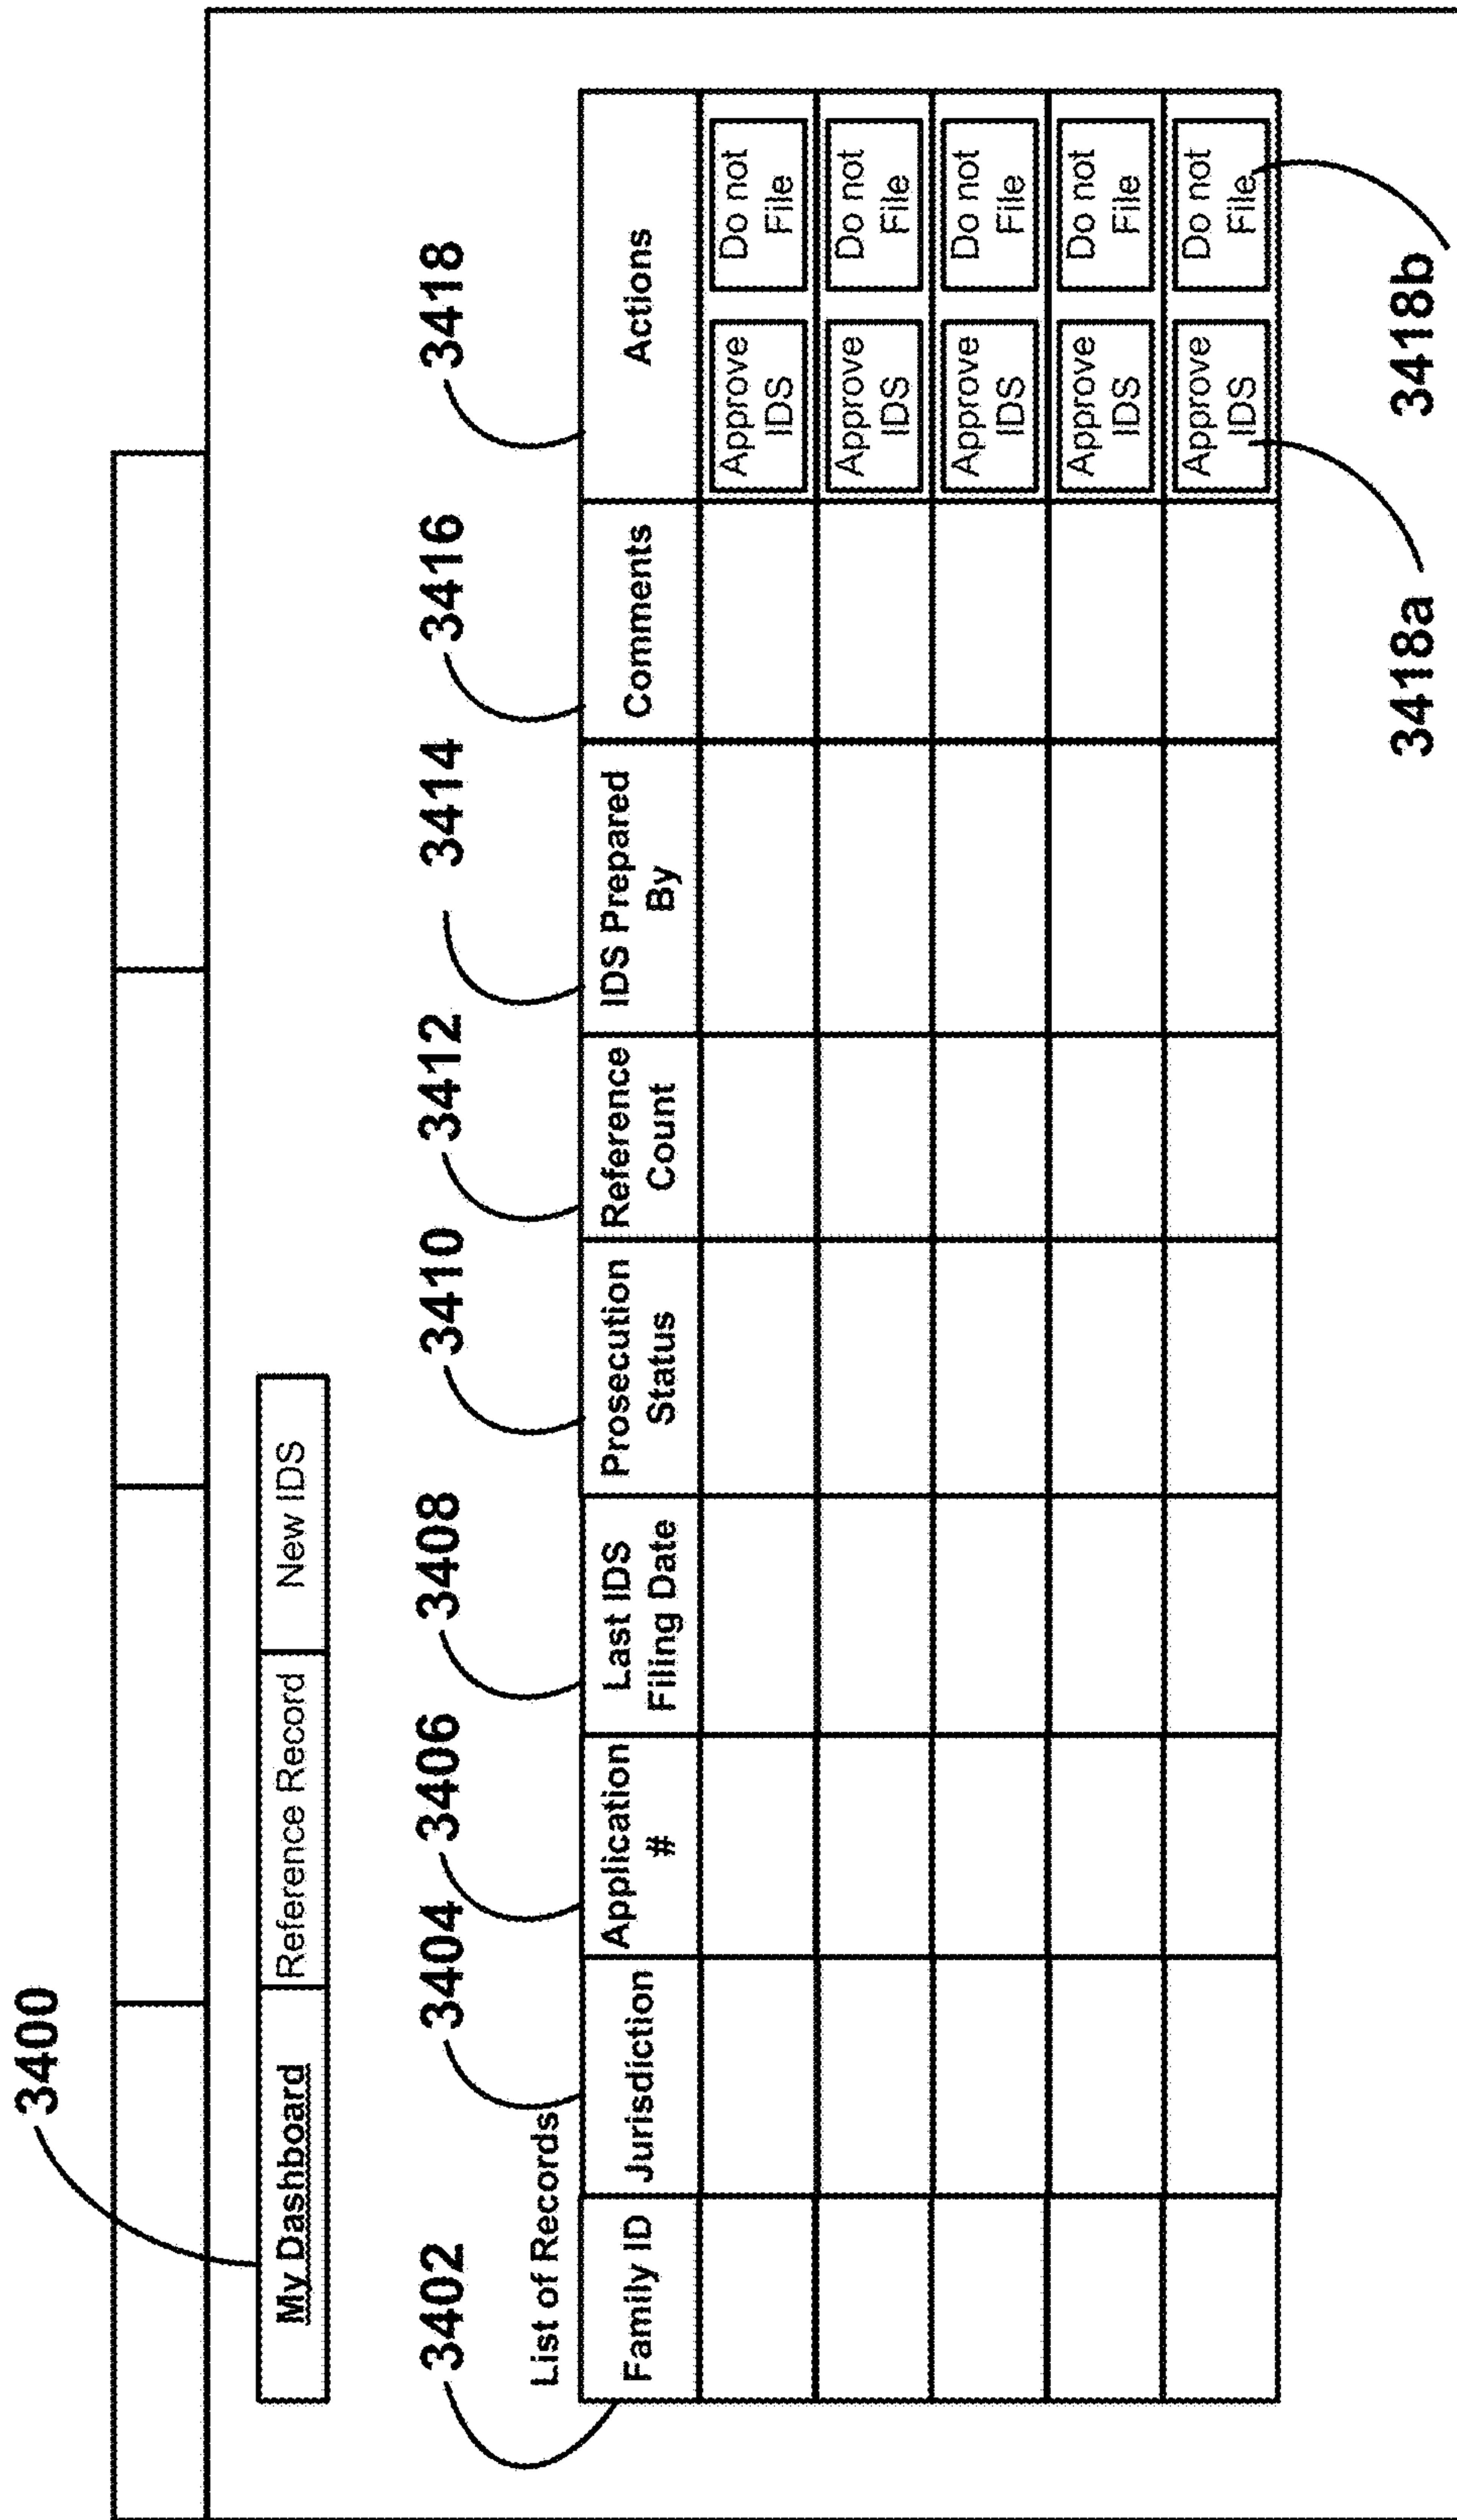 3400
My Dashboard
Reference Record
New IDS
3402
3404
3406
3408
3410
3412
3414
3416
3418
List of Records
Family ID
Jurisdiction
Application
#
Last IDS
Filing Date
Prosecution
Status
Reference
Count
IDS Prepared
By
Comments
Actions
Approve
IDS
Do not
File
Approve
IDS
Do not
File
Approve
IDS
Do not
File
Approve
IDS
Do not
File
Approve
IDS
Do not
File
3418a
3418b